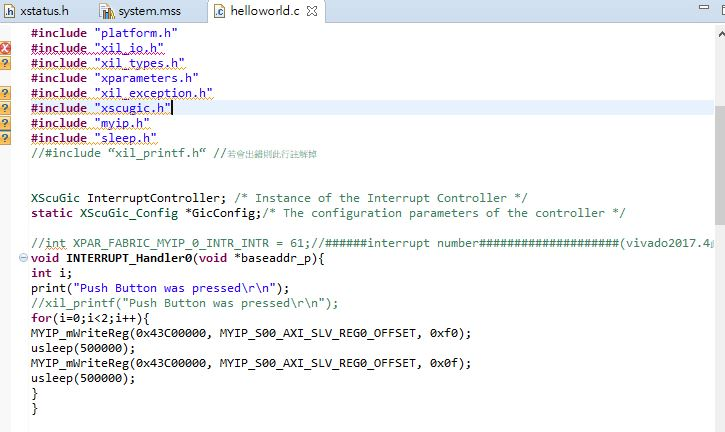 xstatus.h system.mss helloworld.c
#include "platform.h"
#include "xil_io.h"
#include "xil_types.h"
#include "xparameters.h"
#include "xil_exception.h"
#include "xscugic.h"
#include "myip.h"
#include "sleep.h"
//#include “xil_printf.h“ //若會出錯則此行註解掉
XScuGic InterruptController; /* Instance of the Interrupt Controller */
static XScuGic_Config *GicConfig;/* The configuration parameters of the controller */
//int XPAR_FABRIC_MYIP_0_INTR_INTR = 61;//######interrupt number####################(vivado2017.4
void INTERRUPT_Handler0(void *baseaddr_p){
int i;
print("Push Button was pressed\r\n");
//xil_printf("Push Button was pressed\r\n");
for(i=0;i<2;i++){
MYIP_mWriteReg(0x43C00000, MYIP_S00_AXI_SLV_REG0_OFFSET, 0xf0);
usleep(500000);
MYIP_mWriteReg(0x43C00000, MYIP_S00_AXI_SLV_REG0_OFFSET, 0x0f);
usleep(500000);
}
}